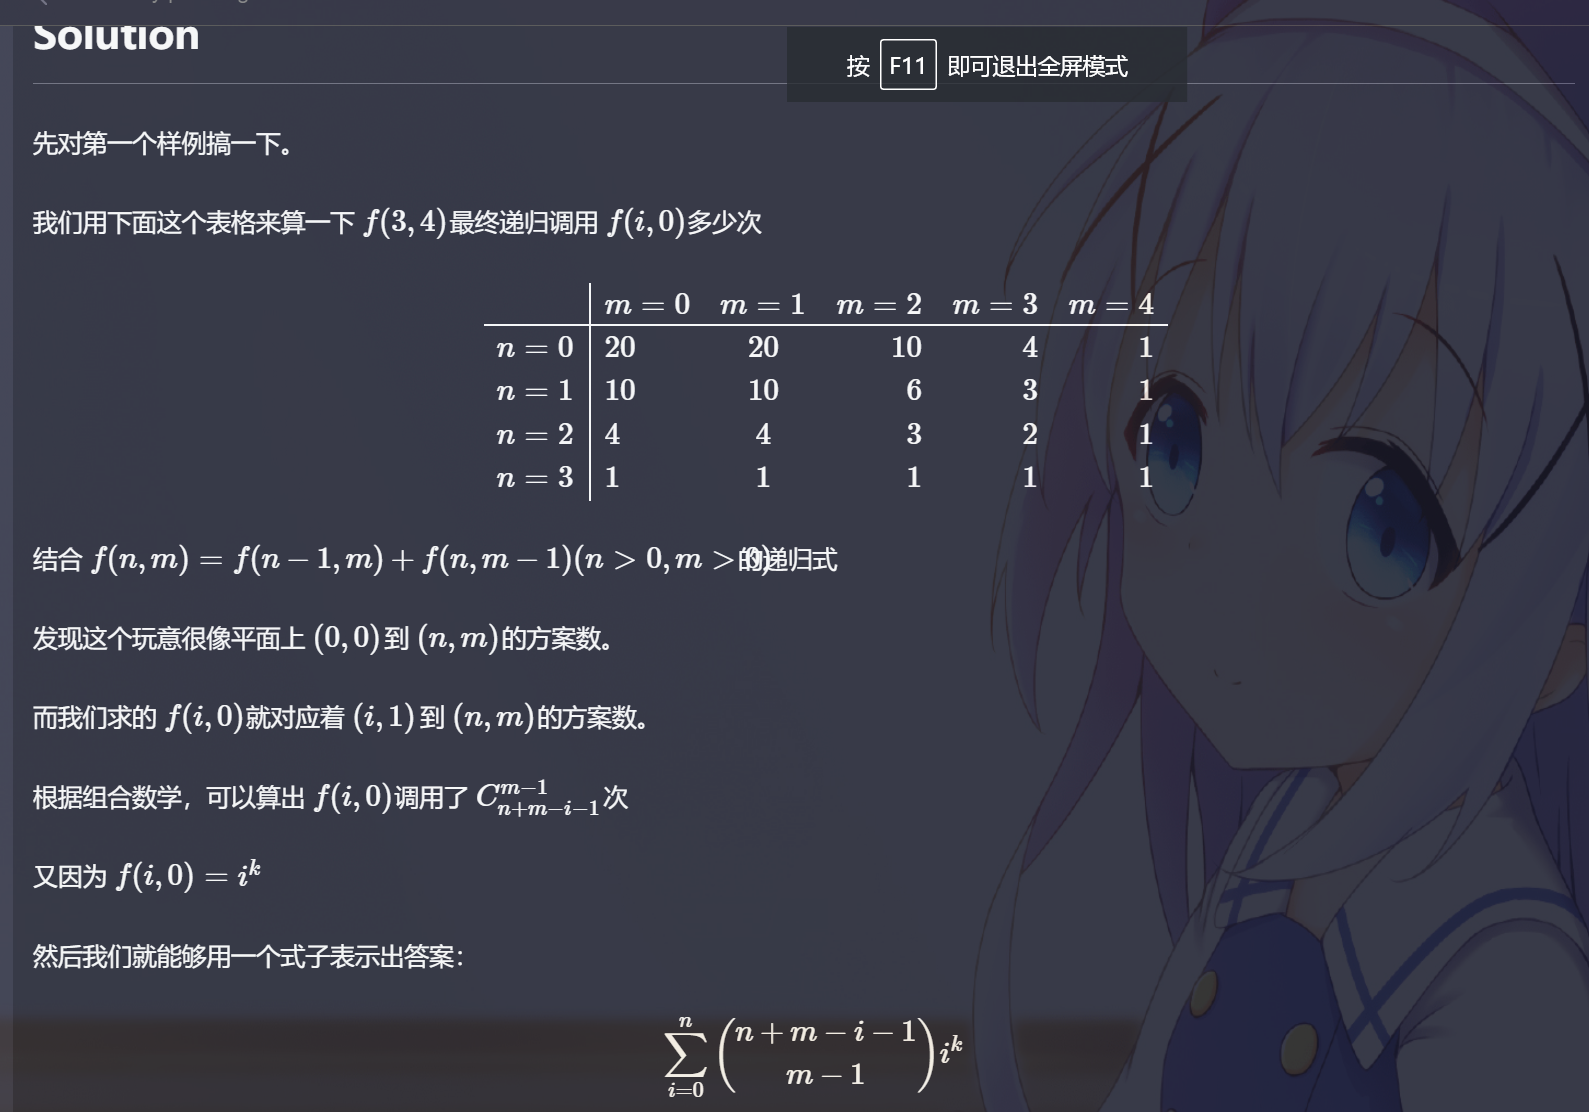 Solution
按 F11 即可退出全屏模式
先对第一个样例搞一下。
我们用下面这个表格来算一下 f(3, 4)最终递归调用 f(i, 0)多少次
m = 0 m = 1 m = 2 m = 3 m = 4
n = 0 20 20 10 4 1
n = 1 10 10 6 3 1
n = 2 4 4 3 2 1
n = 3 1 1 1 1 1
结合 f(n, m) = f(n − 1, m) + f(n, m − 1)(n > 0, m > 0)的递归式
发现这个玩意很像平面上 (0, 0)到 (n, m)的方案数。
而我们求的 f(i, 0)就对应着 (i, 1)到 (n, m)的方案数。
根据组合数学，可以算出 f(i, 0)调用了 C_{n+m−i−1}^{m−1}次
又因为 f(i, 0) = i^k
然后我们就能够用一个式子表示出答案：
\sum_{i=0}^{n} \binom{n + m − i − 1}{m − 1} i^k